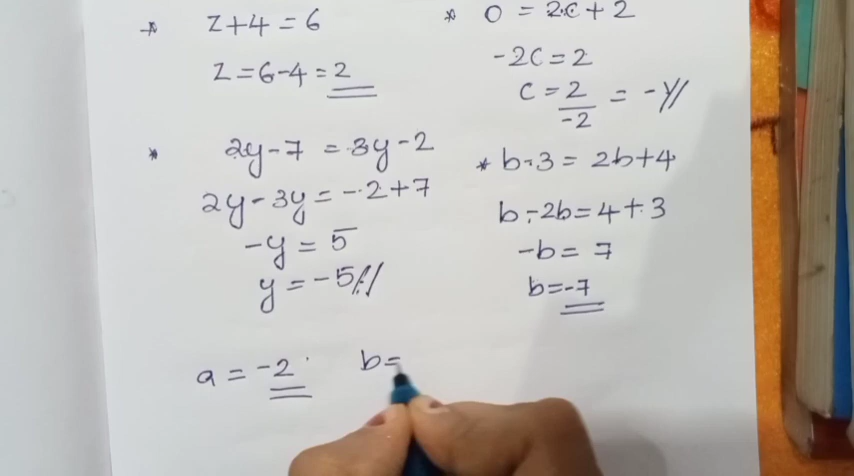 * z+4 = 6
z = 6-4 = 2
* 2y-7 = 3y-2
2y-3y = -2+7
-y = 5
y = -5//
* 0 = 2c+2
-2c = 2
c = 2/-2 = -1//
* b-3 = 2b+4
b-2b = 4+3
-b = 7
b = -7
a = -2 b=